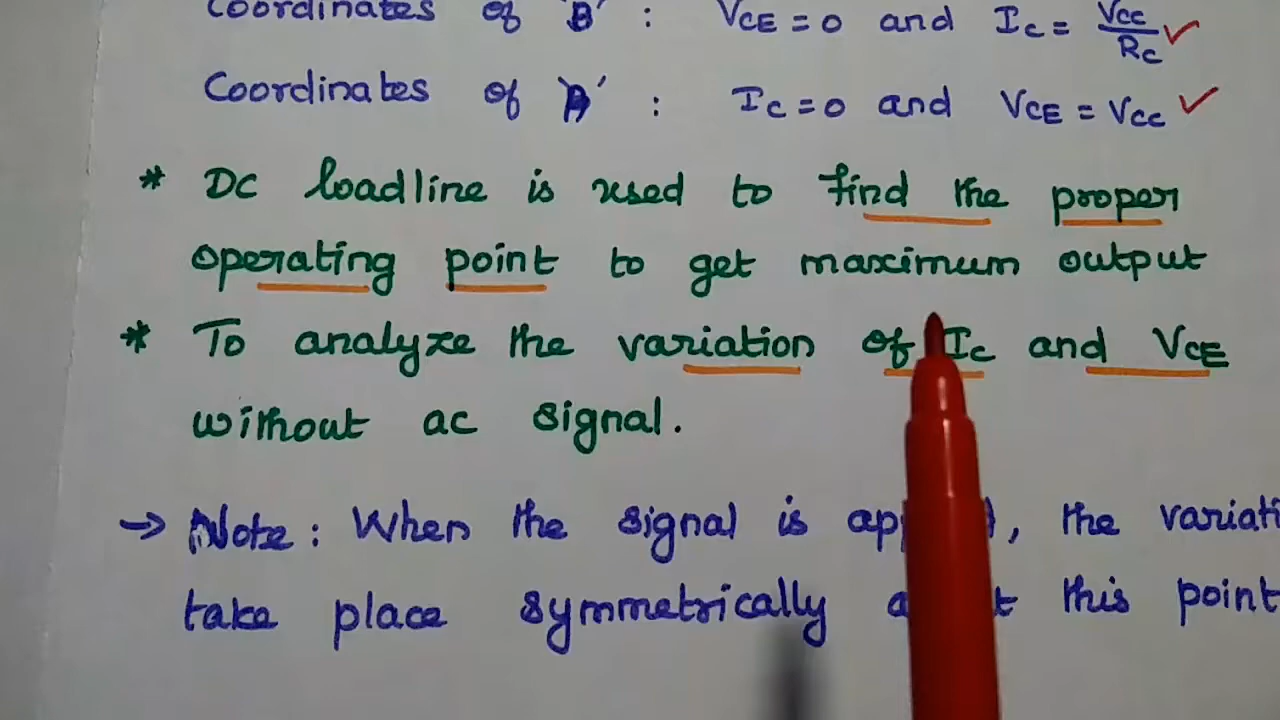 Coordinates of 'B' : VCE = 0 and IC = VCC/RC ✓
Coordinates of : IC = 0 and VCE = VCC ✓
* DC loadline is used to find the proper
operating point to get maximum output
* To analyze the variation of IC and VCE
without ac signal.
→ Note: When the signal is , the
take place symmetrically this point